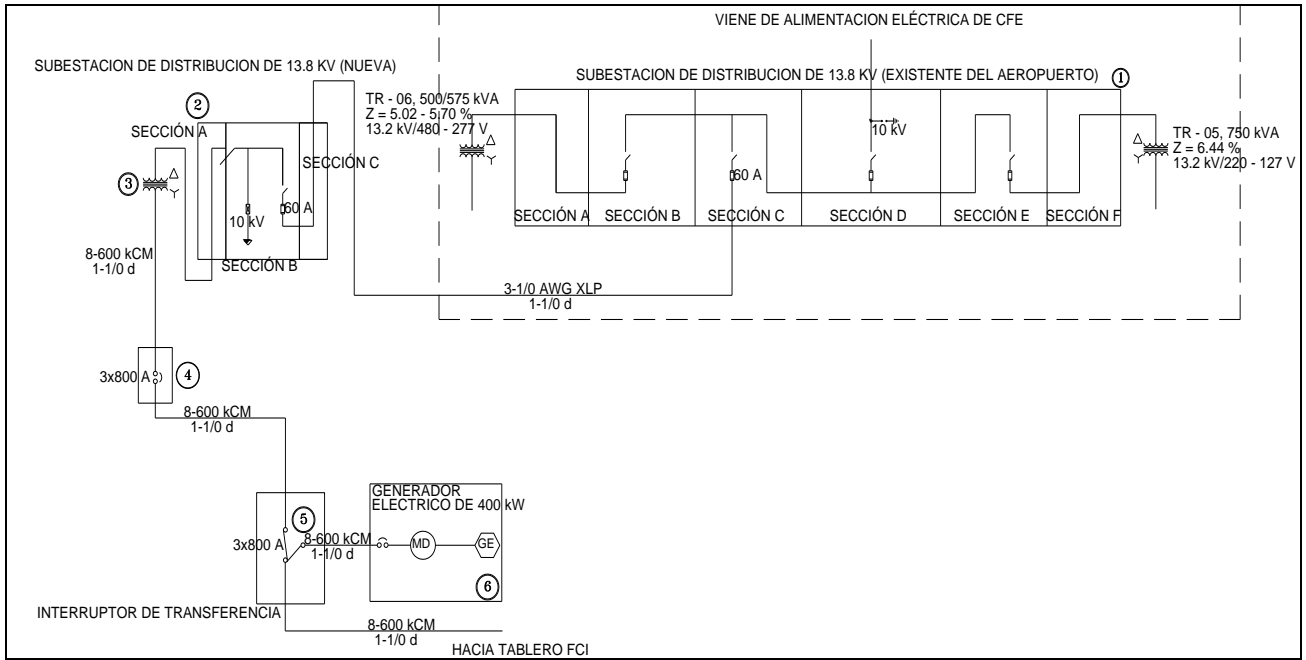 VIENE DE ALIMENTACION ELÉCTRICA DE CFE
SUBESTACION DE DISTRIBUCION DE 13.8 KV (NUEVA)
SUBESTACION DE DISTRIBUCION DE 13.8 KV (EXISTENTE DEL AEROPUERTO)
1
2
SECCIÓN A
SECCIÓN C
10 kV
60 A
SECCIÓN B
3
TR - 06, 500/575 kVA
Z = 5.02 - 5.70 %
13.2 kV/480 - 277 V
10 kV
60 A
SECCIÓN A
SECCIÓN B
SECCIÓN C
SECCIÓN D
SECCIÓN E
SECCIÓN F
TR - 05, 750 kVA
Z = 6.44 %
13.2 kV/220 - 127 V
8-600 kCM
1-1/0 d
3-1/0 AWG XLP
1-1/0 d
3x800 A
4
8-600 kCM
1-1/0 d
GENERADOR
ELECTRICO DE 400 kW
5
3x800 A
8-600 kCM
1-1/0 d
MD
GE
6
INTERRUPTOR DE TRANSFERENCIA
8-600 kCM
1-1/0 d
HACIA TABLERO FCI